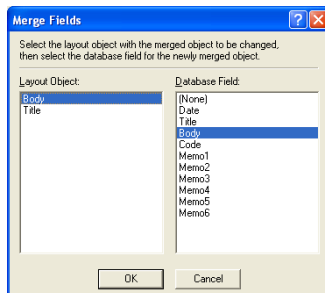 Merge Fields
Select the layout object with the merged object to be changed,
then select the database field for the newly merged object.
Layout Object:
Body
Title
Database Field:
(None)
Date
Title
Body
Code
Memo1
Memo2
Memo3
Memo4
Memo5
Memo6
OK
Cancel